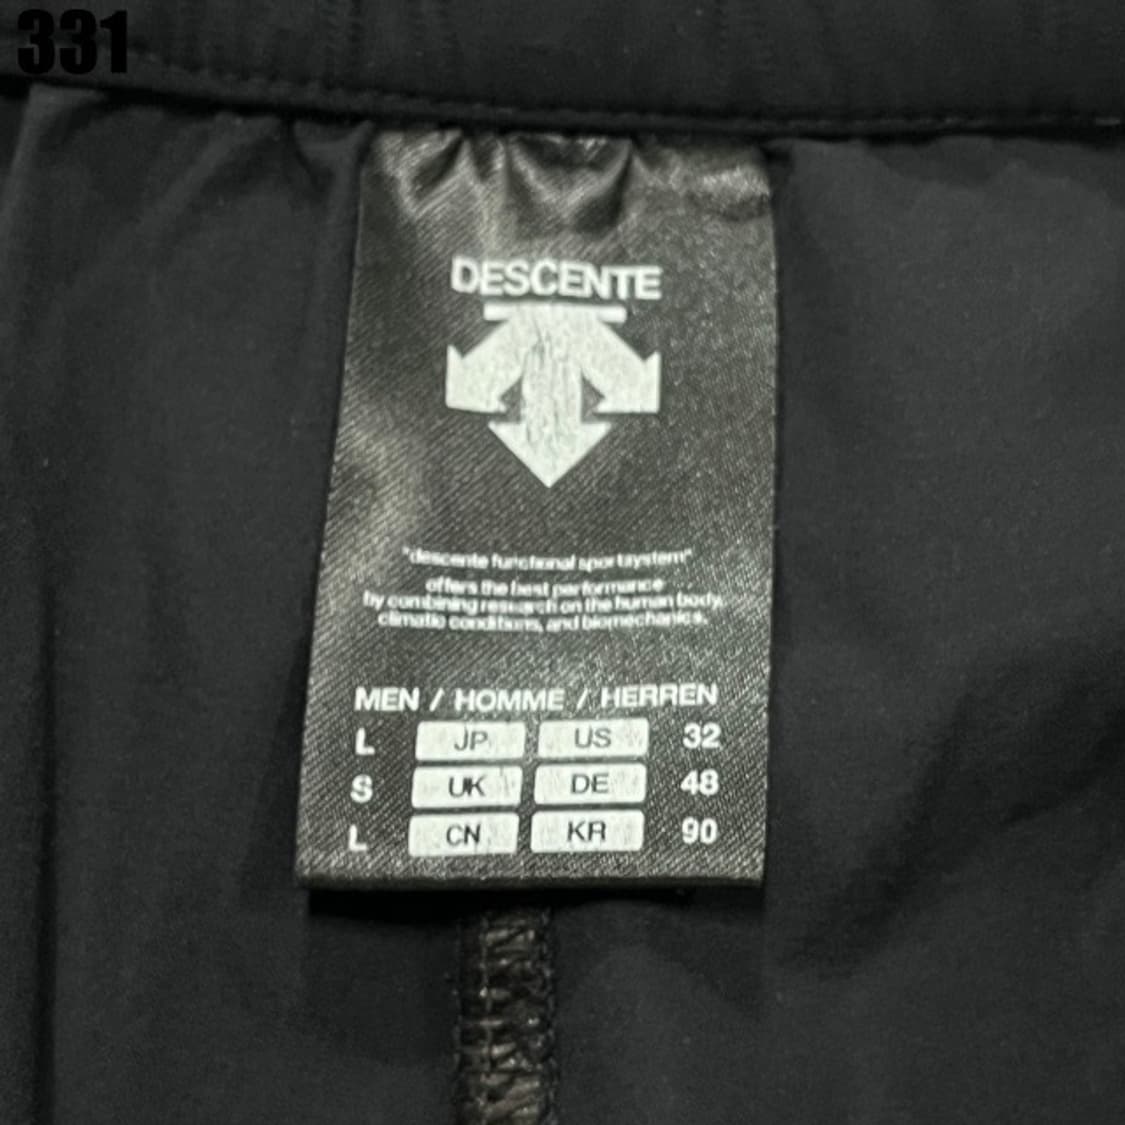 331
DESCENTE
"descente functional sportsystem"
offers the best performance
by combining research on the human body,
climatic conditions, and biomechanics.
MEN / HOMME / HERREN
L JP US 32
S UK DE 48
L CN KR 90